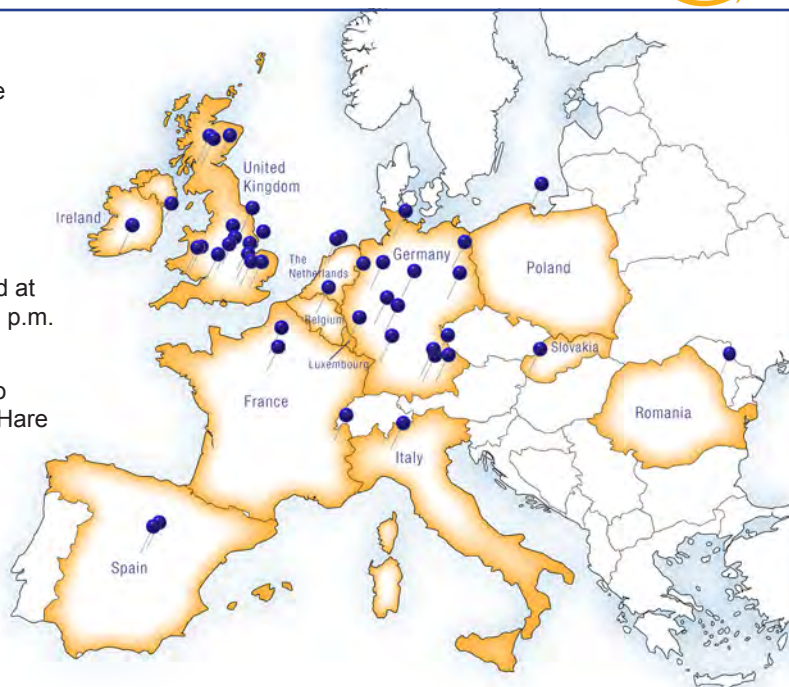 e
d at
p.m.
o
Hare
United
Kingdom
Ireland
The
Netherlands
Germany
Poland
Belgium
Luxembourg
Slovakia
France
Romania
Italy
Spain